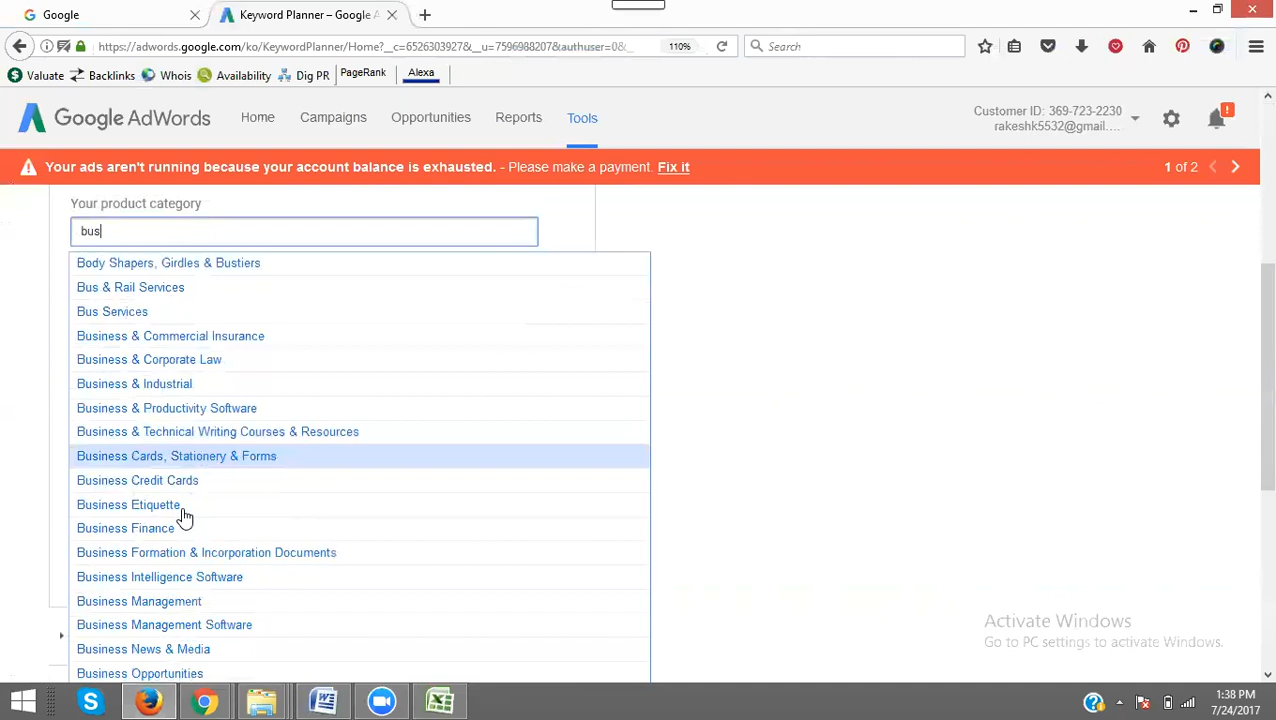 Google
Keyword Planner – Google A
https://adwords.google.com/ko/KeywordPlanner/Home?__c=6526303927&__u=7596988207&authuser=0&_
110%
Search
Valuate
Backlinks
Whois
Availability
Dig PR
PageRank
Alexa
Google AdWords
Home
Campaigns
Opportunities
Reports
Tools
Customer ID: 369-723-2230
rakeshk5532@gmail....
Your ads aren't running because your account balance is exhausted. - Please make a payment. Fix it
1 of 2
Your product category
bus
Body Shapers, Girdles & Bustiers
Bus & Rail Services
Bus Services
Business & Commercial Insurance
Business & Corporate Law
Business & Industrial
Business & Productivity Software
Business & Technical Writing Courses & Resources
Business Cards, Stationery & Forms
Business Credit Cards
Business Etiquette
Business Finance
Business Formation & Incorporation Documents
Business Intelligence Software
Business Management
Business Management Software
Business News & Media
Business Opportunities
Activate Windows
Go to PC settings to activate Windows.
1:38 PM
7/24/2017